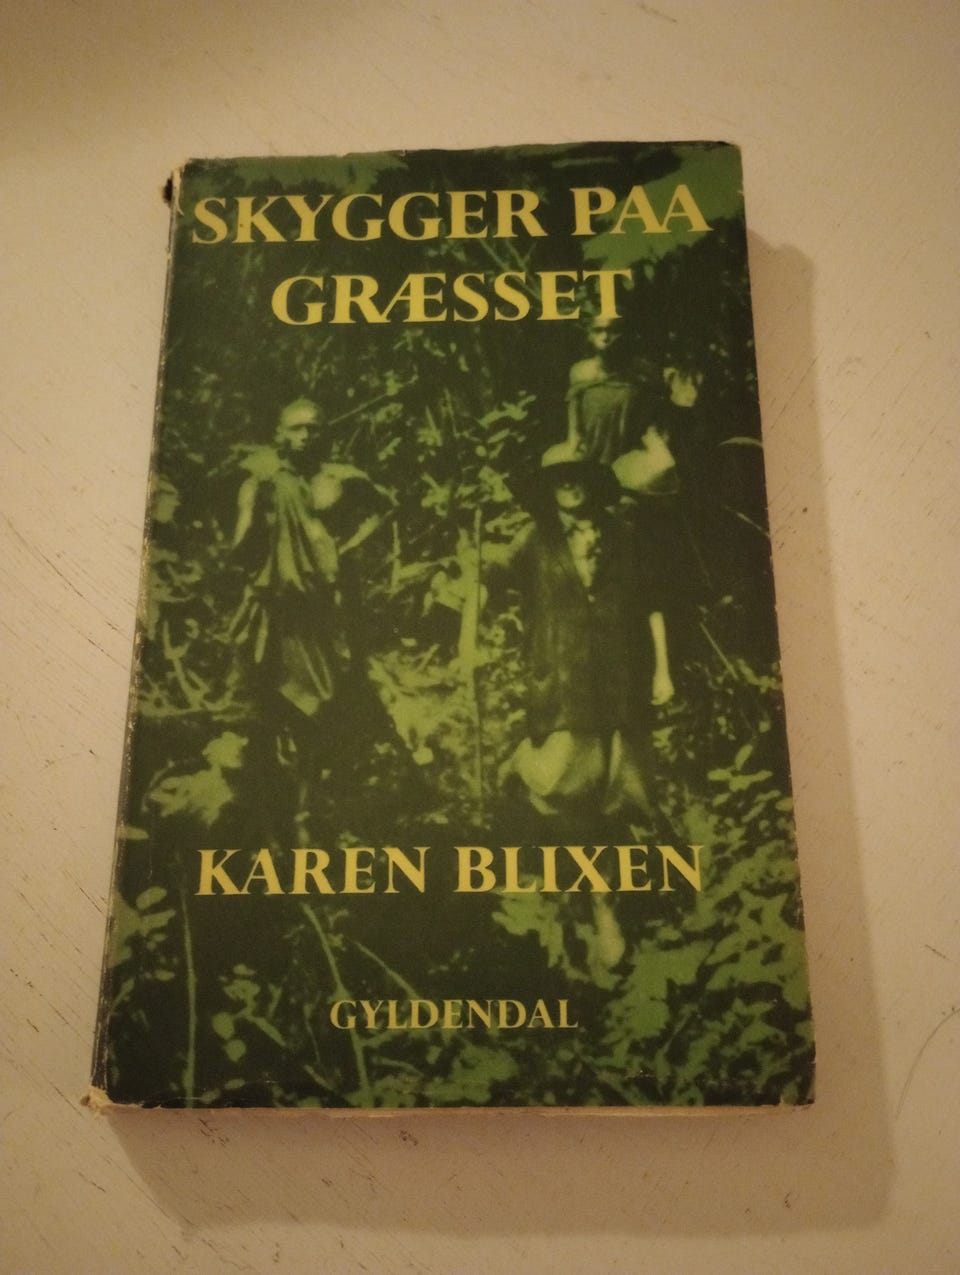 SKYGGER PAA
GRÆSSET
KAREN BLIXEN
GYLDENDAL